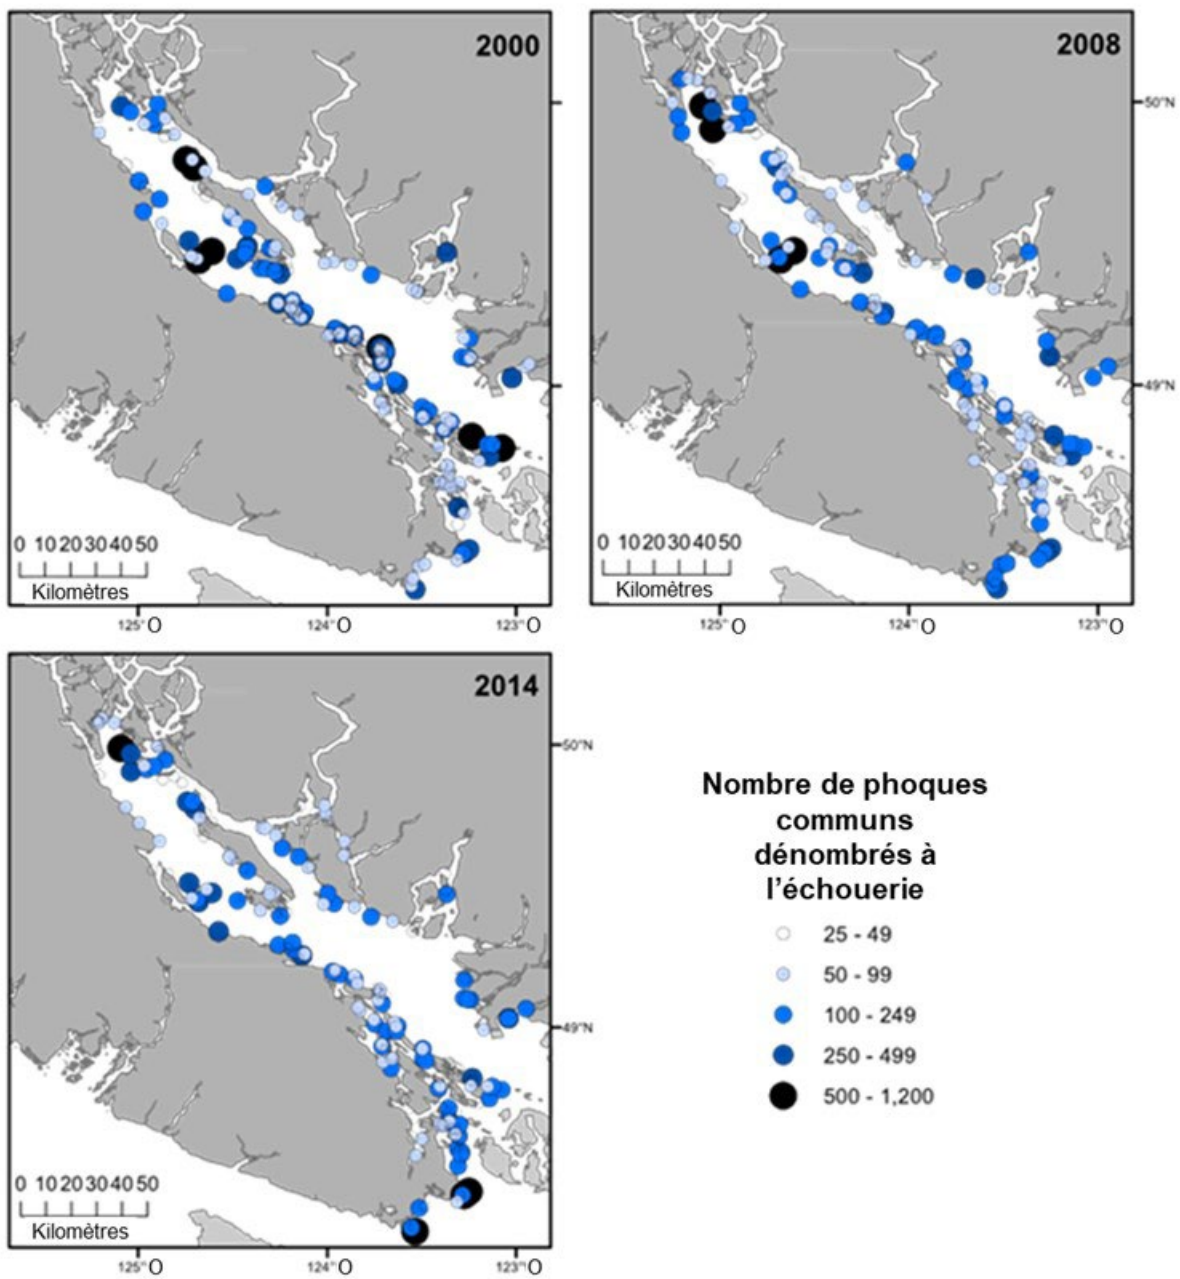 2000
2008
50°N
49°N
0 10 20 30 40 50
Kilomètres
0 10 20 30 40 50
Kilomètres
125°O 124°O 123°O
125°O 124°O 123°O
2014
50°N
Nombre de phoques
communs
dénombrés à
l'échouerie
25 - 49
50 - 99
100 - 249
49°N
250 - 499
500 - 1,200
0 10 20 30 40 50
Kilomètres
125°O 124°O 123°O